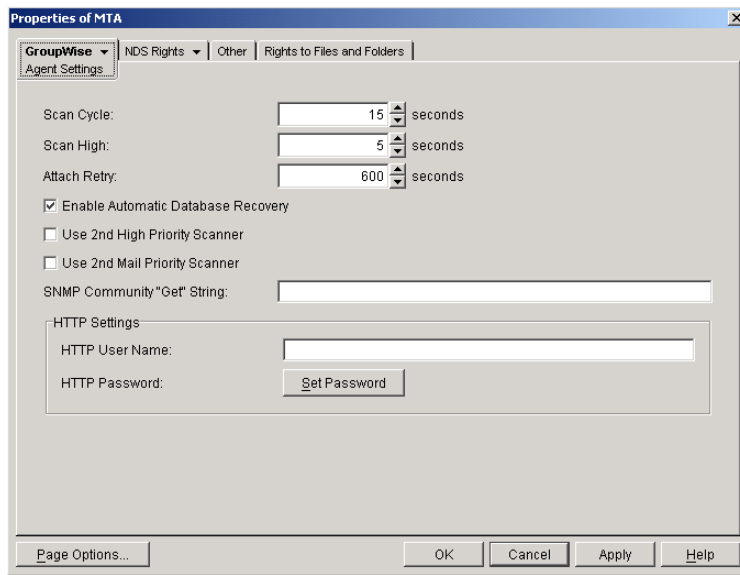 Properties of MTA
GroupWise NDS Rights Other Rights to Files and Folders
Agent Settings
Scan Cycle: 15 seconds
Scan High: 5 seconds
Attach Retry: 600 seconds
Enable Automatic Database Recovery
Use 2nd High Priority Scanner
Use 2nd Mail Priority Scanner
SNMP Community "Get" String:
HTTP Settings
HTTP User Name:
HTTP Password: Set Password
Page Options... OK Cancel Apply Help